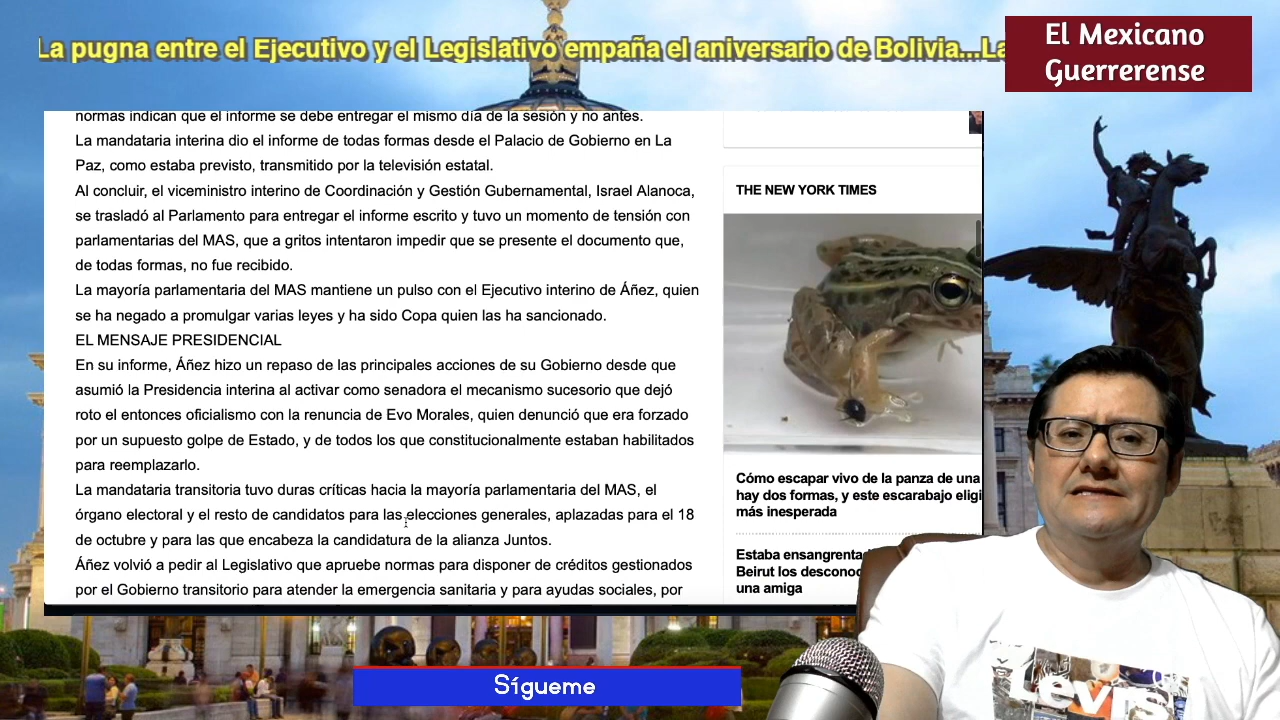 La pugna entre el Ejecutivo y el Legislativo empaña el aniversario de Bolivia...La
El Mexicano
Guerrerense
normas indican que el informe se debe entregar el mismo día de la sesión y no antes.
La mandataria interina dio el informe de todas formas desde el Palacio de Gobierno en La
Paz, como estaba previsto, transmitido por la televisión estatal.
Al concluir, el viceministro interino de Coordinación y Gestión Gubernamental, Israel Alanoca,
se trasladó al Parlamento para entregar el informe escrito y tuvo un momento de tensión con
parlamentarias del MAS, que a gritos intentaron impedir que se presente el documento que,
de todas formas, no fue recibido.
La mayoría parlamentaria del MAS mantiene un pulso con el Ejecutivo interino de Áñez, quien
se ha negado a promulgar varias leyes y ha sido Copa quien las ha sancionado.
EL MENSAJE PRESIDENCIAL
En su informe, Áñez hizo un repaso de las principales acciones de su Gobierno desde que
asumió la Presidencia interina al activar como senadora el mecanismo sucesorio que dejó
roto el entonces oficialismo con la renuncia de Evo Morales, quien denunció que era forzado
por un supuesto golpe de Estado, y de todos los que constitucionalmente estaban habilitados
para reemplazarlo.
La mandataria transitoria tuvo duras críticas hacia la mayoría parlamentaria del MAS, el
órgano electoral y el resto de candidatos para las elecciones generales, aplazadas para el 18
de octubre y para las que encabeza la candidatura de la alianza Juntos.
Áñez volvió a pedir al Legislativo que apruebe normas para disponer de créditos gestionados
por el Gobierno transitorio para atender la emergencia sanitaria y para ayudas sociales, por
THE NEW YORK TIMES
Cómo escapar vivo de la panza de una
hay dos formas, y este escarabajo eligi
más inesperada
Estaba ensangrenta
Beirut los descono
una amiga
Sígueme
Levi's